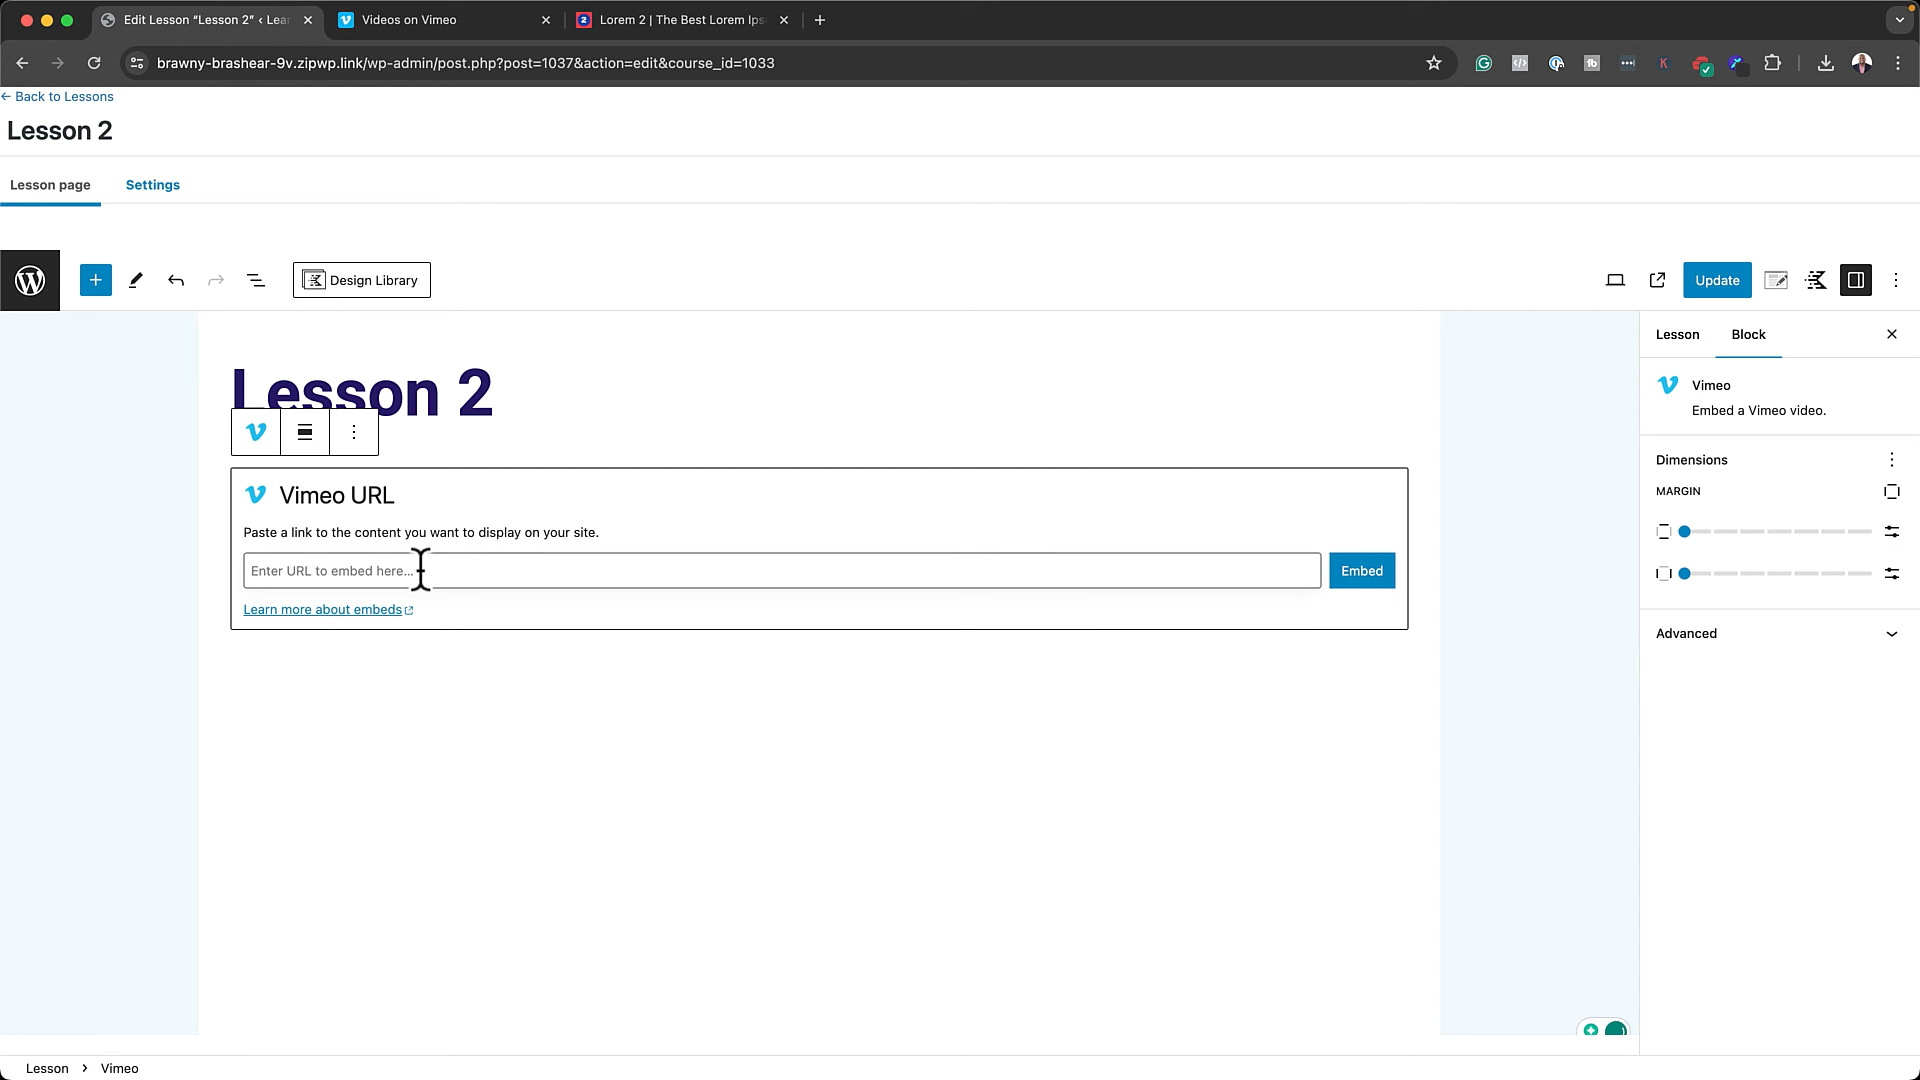 Edit Lesson “Lesson 2” ‹ Lear
Videos on Vimeo
Lorem 2 | The Best Lorem Ips
brawny-brashear-9v.zipwp.link/wp-admin/post.php?post=1037&action=edit&course_id=1033
← Back to Lessons
Lesson 2
Lesson page
Settings
Design Library
Update
Lesson
Block
Vimeo
Embed a Vimeo video.
Dimensions
MARGIN
Advanced
Lesson 2
Vimeo URL
Paste a link to the content you want to display on your site.
Enter URL to embed here...
Embed
Learn more about embeds
Lesson › Vimeo